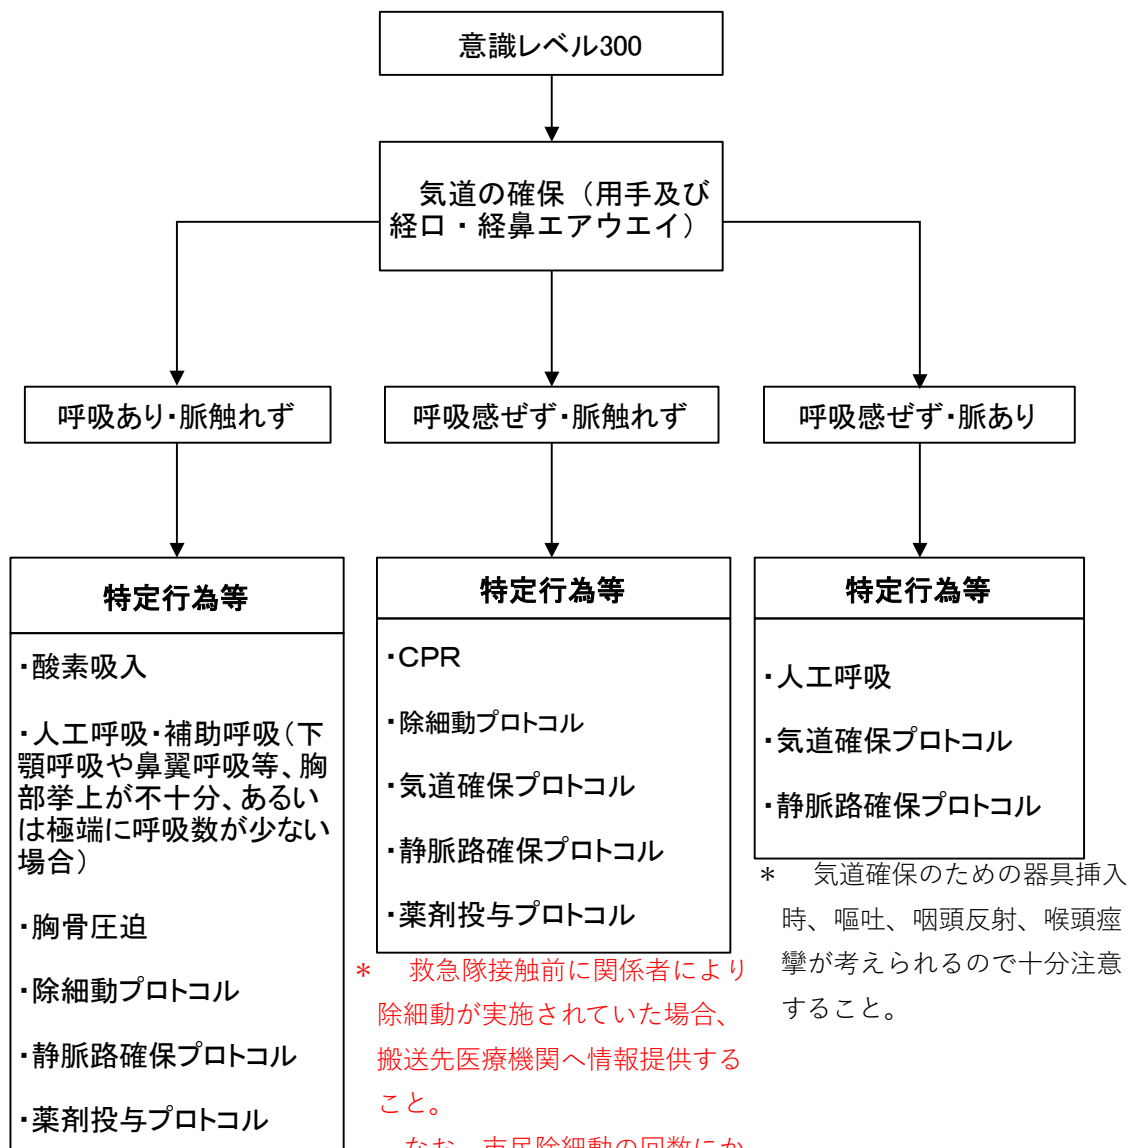 意識レベル300
気道の確保（用手及び
経口・経鼻エアウエイ）
呼吸あり・脈触れず
呼吸感ぜず・脈触れず
呼吸感ぜず・脈あり
特定行為等
・酸素吸入
・人工呼吸・補助呼吸（下
顎呼吸や鼻翼呼吸等、胸
部挙上が不十分、あるい
は極端に呼吸数が少ない
場合）
・胸骨圧迫
・除細動プロトコル
・静脈路確保プロトコル
・薬剤投与プロトコル
特定行為等
・CPR
・除細動プロトコル
・気道確保プロトコル
・静脈路確保プロトコル
・薬剤投与プロトコル
＊　救急隊接触前に関係者により
除細動が実施されていた場合、
搬送先医療機関へ情報提供する
こと。
なお、市民除細動の回数にか
特定行為等
・人工呼吸
・気道確保プロトコル
・静脈路確保プロトコル
＊　気道確保のための器具挿入
時、嘔吐、咽頭反射、喉頭痙
攣が考えられるので十分注意
すること。